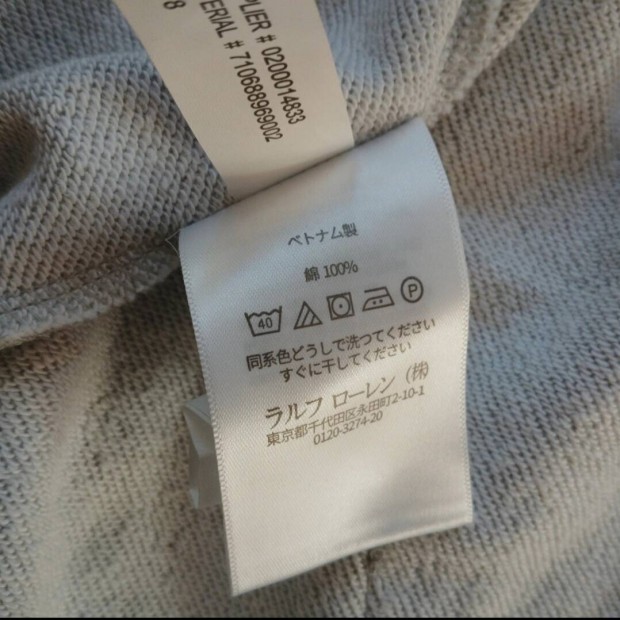 PLIER # 0200014833
ERIAL # 710688969002
8
ベトナム製
綿 100%
40
P
同系色どうしで洗つてください
すぐに干してください
ラルフ ローレン（株）
東京都千代田区永田町2-10-1
0120-3274-20